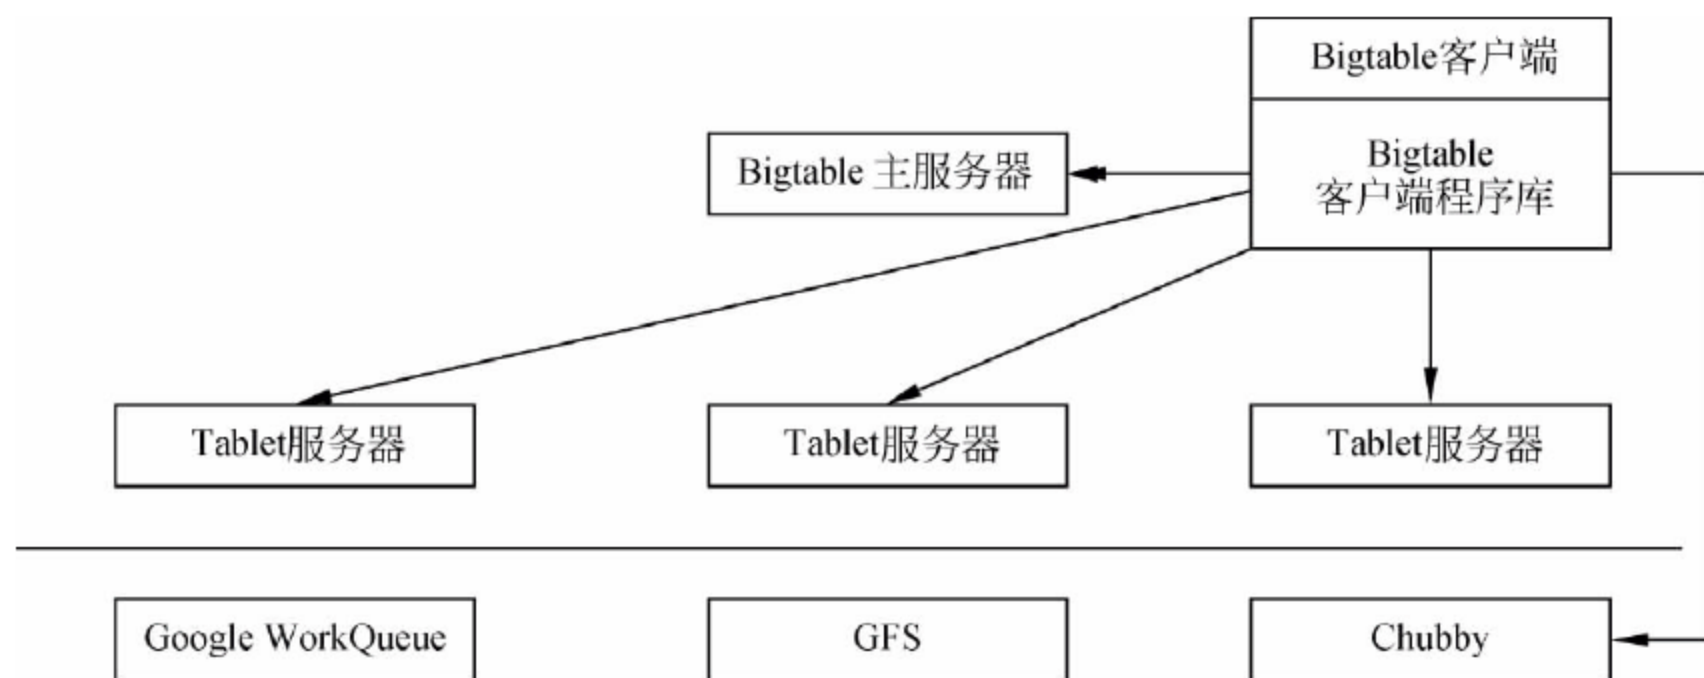 Bigtable客户端
Bigtable 主服务器
Bigtable
客户端程序库
Tablet服务器
Tablet服务器
Tablet服务器
Google WorkQueue
GFS
Chubby